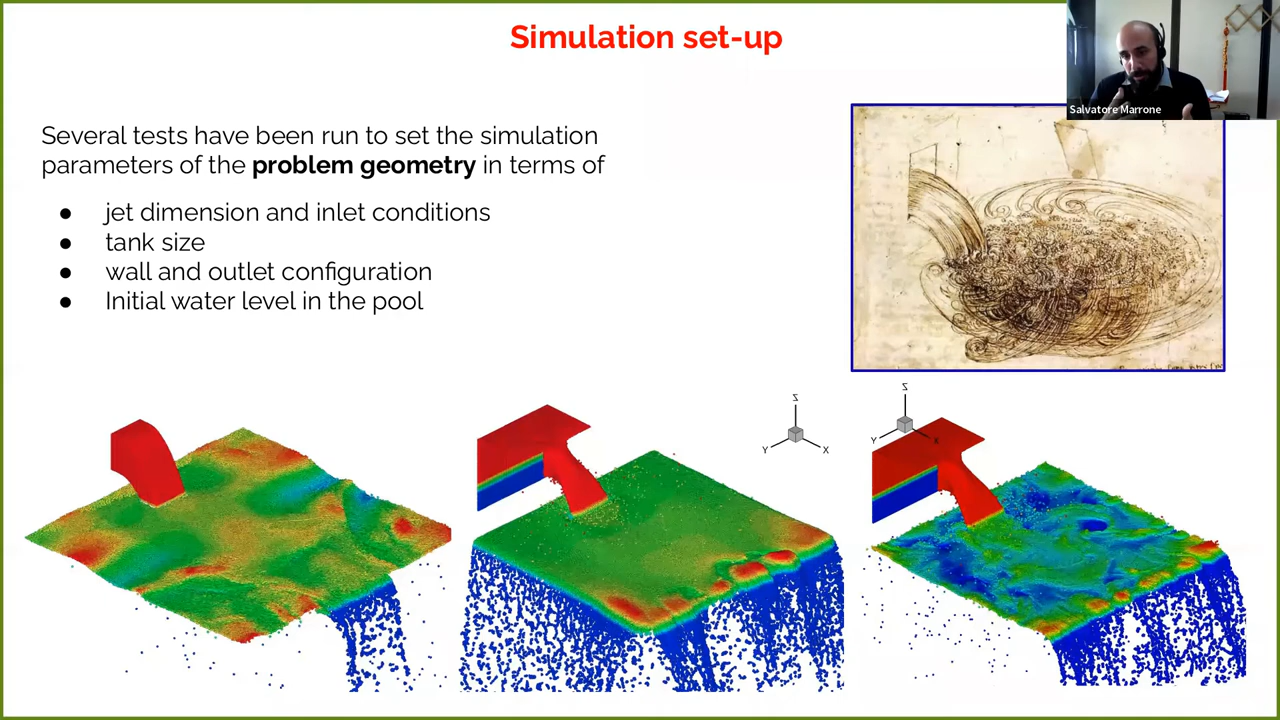 Simulation set-up
Salvatore Marrone
Several tests have been run to set the simulation
parameters of the problem geometry in terms of
● jet dimension and inlet conditions
● tank size
● wall and outlet configuration
● Initial water level in the pool
Z
Y
X
Z
Y
X